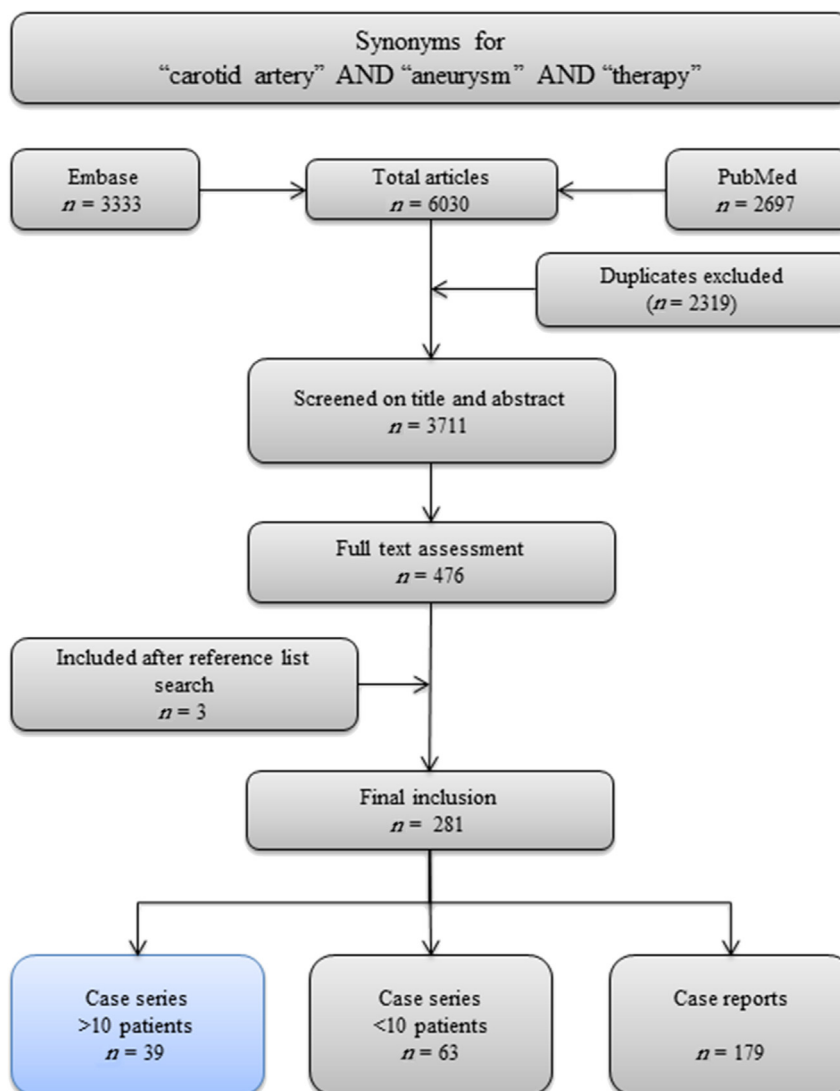 Synonyms for
“carotid artery” AND “aneurysm” AND “therapy”
Embase
n = 3333
Total articles
n = 6030
PubMed
n = 2697
Duplicates excluded
(n = 2319)
Screened on title and abstract
n = 3711
Full text assessment
n = 476
Included after reference list
search
n = 3
Final inclusion
n = 281
Case series
>10 patients
n = 39
Case series
<10 patients
n = 63
Case reports
n = 179